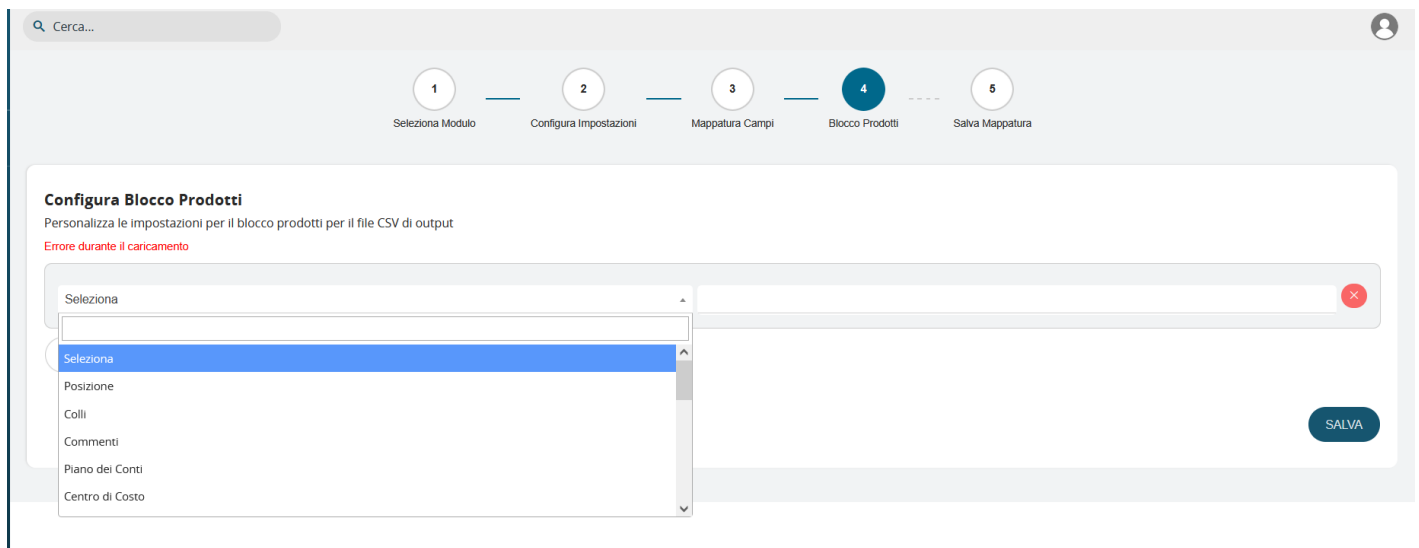 Cerca...
1
2
3
4
5
Seleziona Modulo
Configura Impostazioni
Mappatura Campi
Blocco Prodotti
Salva Mappatura
Configura Blocco Prodotti
Personalizza le impostazioni per il blocco prodotti per il file CSV di output
Errore durante il caricamento
Seleziona
Seleziona
Posizione
Colli
Commenti
Piano dei Conti
Centro di Costo
SALVA